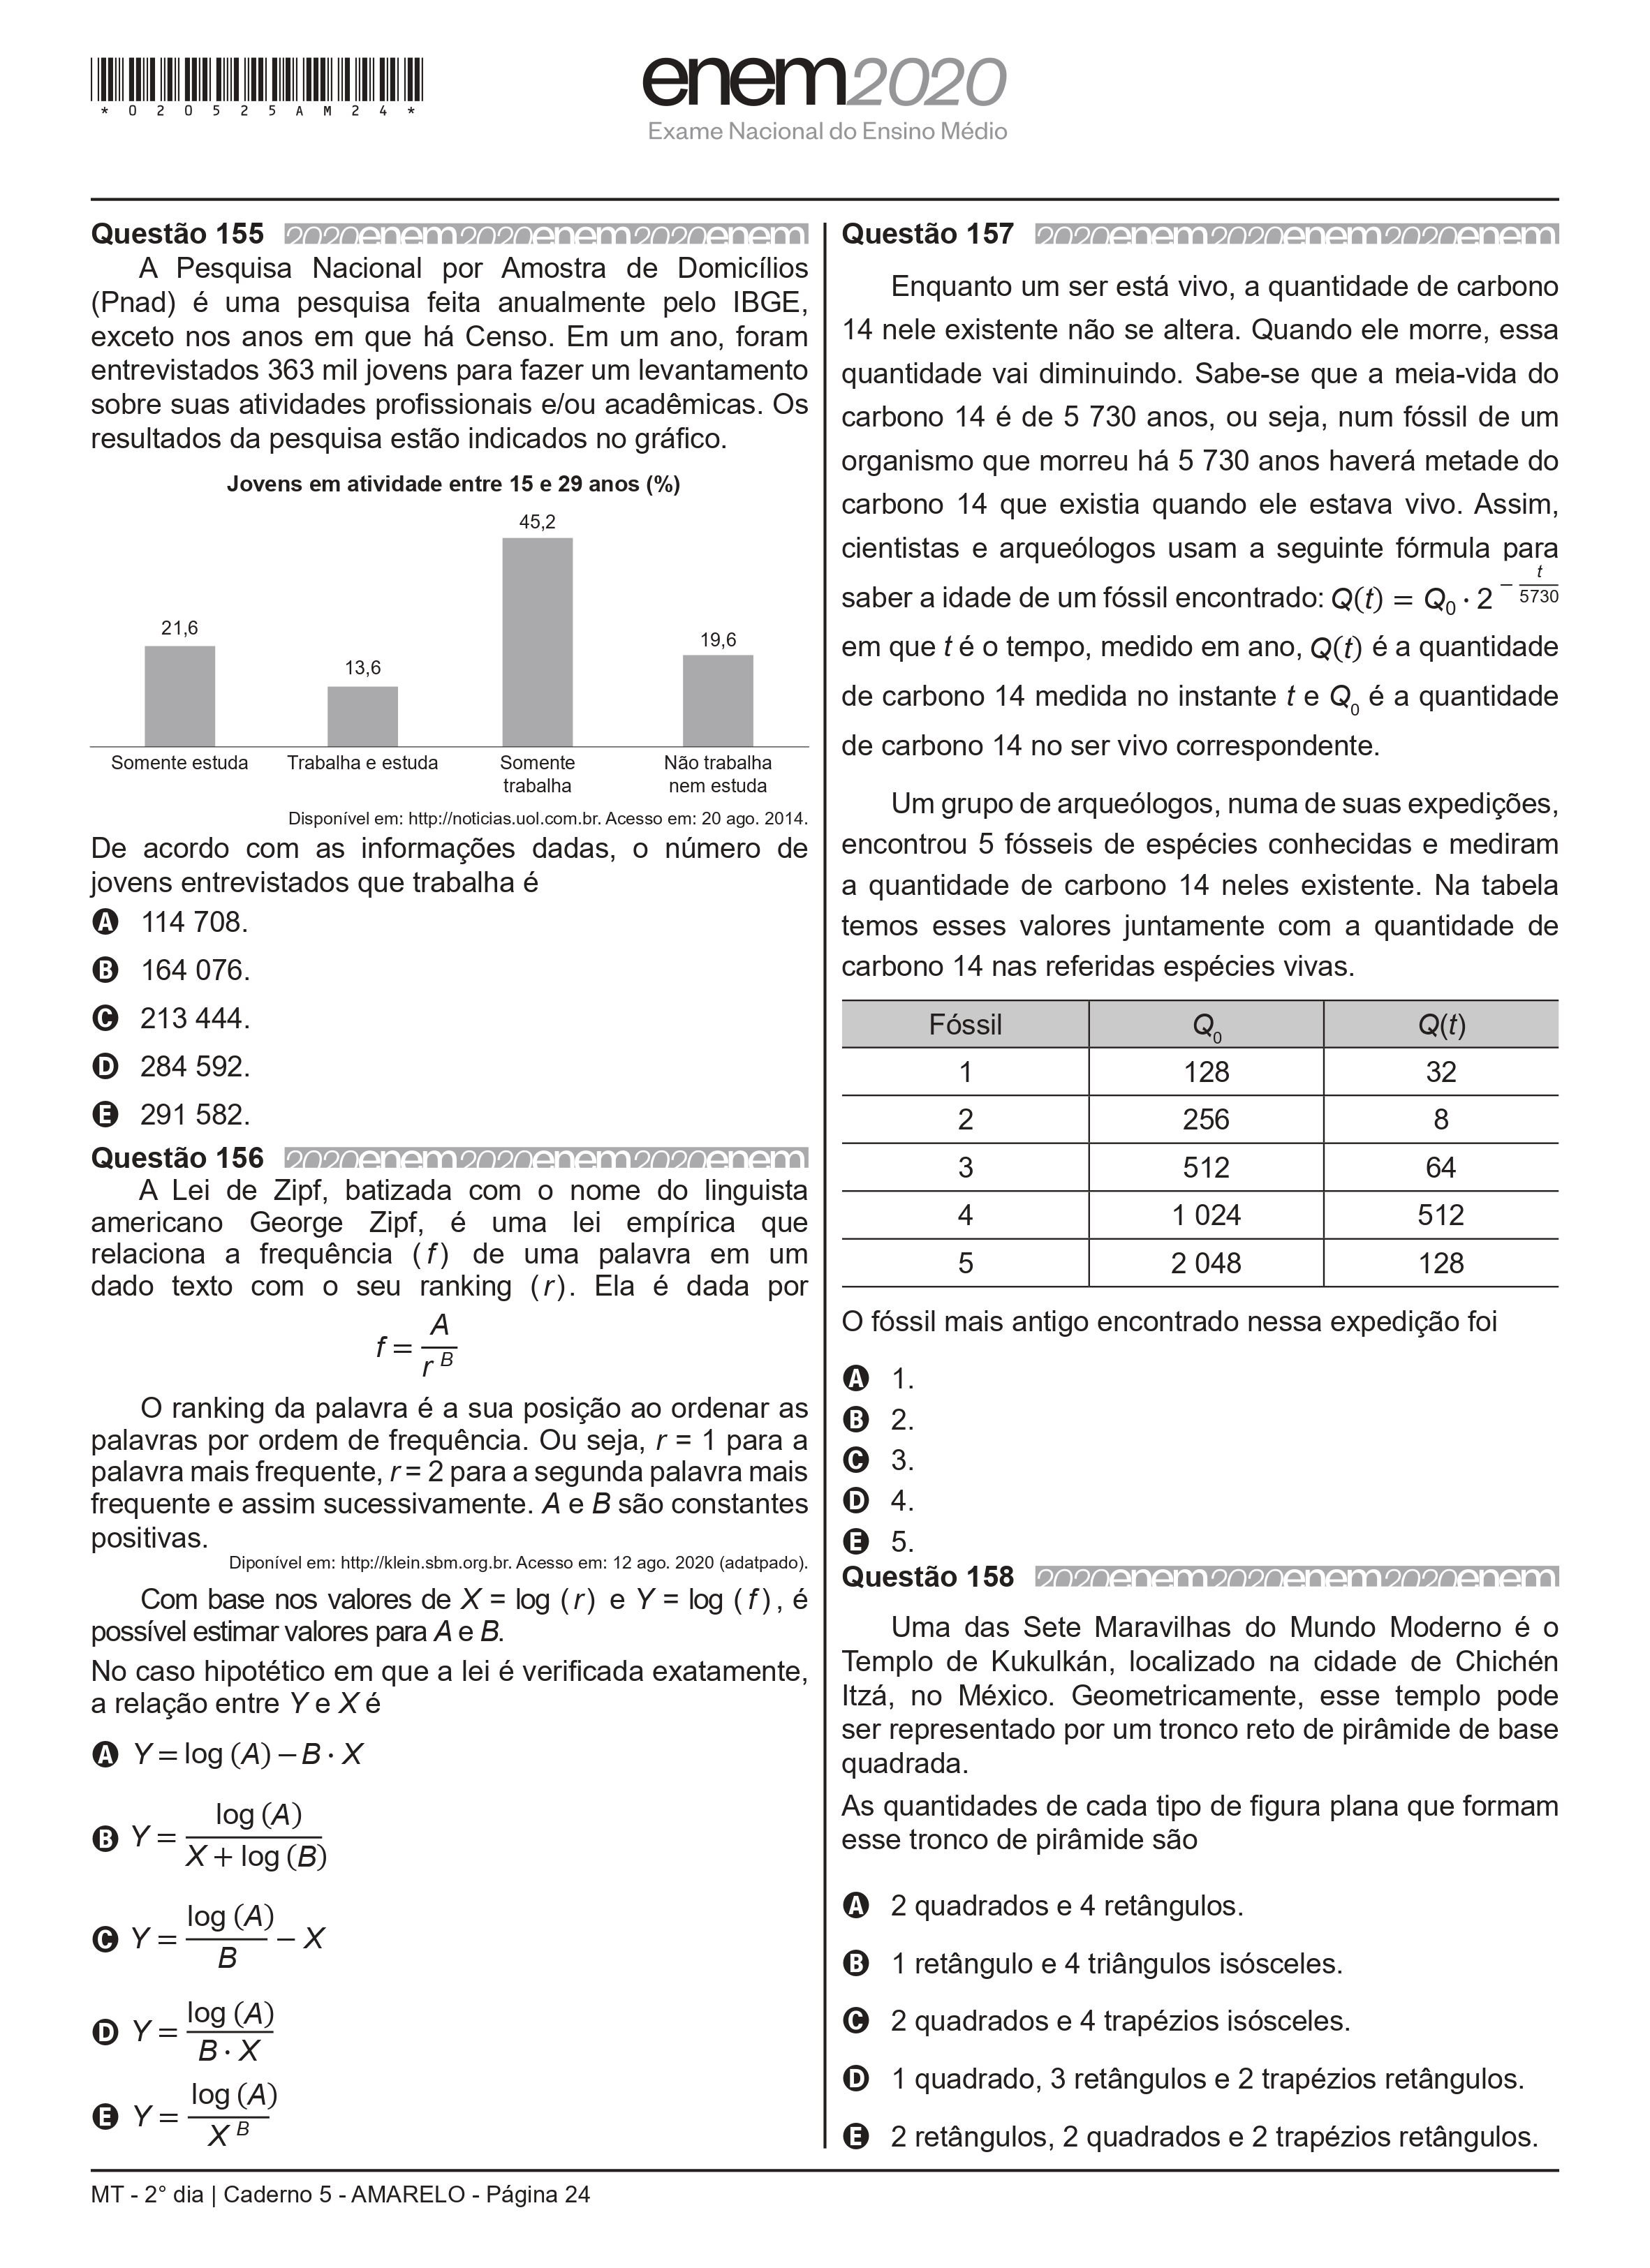 *020525AM24*
enem2020
Exame Nacional do Ensino Médio
Questão 155 2020enem2020enem2020enem
A Pesquisa Nacional por Amostra de Domicílios
(Pnad) é uma pesquisa feita anualmente pelo IBGE,
exceto nos anos em que há Censo. Em um ano, foram
entrevistados 363 mil jovens para fazer um levantamento
sobre suas atividades profissionais e/ou acadêmicas. Os
resultados da pesquisa estão indicados no gráfico.
Jovens em atividade entre 15 e 29 anos (%)
45,2
21,6
19,6
13,6
Somente estuda
Trabalha e estuda
Somente
trabalha
Não trabalha
nem estuda
Disponível em: http://noticias.uol.com.br. Acesso em: 20 ago. 2014.
De acordo com as informações dadas, o número de
jovens entrevistados que trabalha é
A 114 708.
B 164 076.
C 213 444.
D 284 592.
E 291 582.
Questão 156 2020enem2020enem2020enem
A Lei de Zipf, batizada com o nome do linguista
americano George Zipf, é uma lei empírica que
relaciona a frequência (f) de uma palavra em um
dado texto com o seu ranking (r). Ela é dada por
f = A / r^B
O ranking da palavra é a sua posição ao ordenar as
palavras por ordem de frequência. Ou seja, r = 1 para a
palavra mais frequente, r = 2 para a segunda palavra mais
frequente e assim sucessivamente. A e B são constantes
positivas.
Diponível em: http://klein.sbm.org.br. Acesso em: 12 ago. 2020 (adatpado).
Com base nos valores de X = log (r) e Y = log (f), é
possível estimar valores para A e B.
No caso hipotético em que a lei é verificada exatamente,
a relação entre Y e X é
A Y = log (A) – B · X
B Y = log (A) / X + log (B)
C Y = log (A) / B – X
D Y = log (A) / B · X
E Y = log (A) / X^B
Questão 157 2020enem2020enem2020enem
Enquanto um ser está vivo, a quantidade de carbono
14 nele existente não se altera. Quando ele morre, essa
quantidade vai diminuindo. Sabe-se que a meia-vida do
carbono 14 é de 5 730 anos, ou seja, num fóssil de um
organismo que morreu há 5 730 anos haverá metade do
carbono 14 que existia quando ele estava vivo. Assim,
cientistas e arqueólogos usam a seguinte fórmula para
saber a idade de um fóssil encontrado: Q(t) = Q₀ · 2^(– t/5730)
em que t é o tempo, medido em ano, Q(t) é a quantidade
de carbono 14 medida no instante t e Q₀ é a quantidade
de carbono 14 no ser vivo correspondente.
Um grupo de arqueólogos, numa de suas expedições,
encontrou 5 fósseis de espécies conhecidas e mediram
a quantidade de carbono 14 neles existente. Na tabela
temos esses valores juntamente com a quantidade de
carbono 14 nas referidas espécies vivas.
Fóssil Q₀ Q(t)
1 128 32
2 256 8
3 512 64
4 1 024 512
5 2 048 128
O fóssil mais antigo encontrado nessa expedição foi
A 1.
B 2.
C 3.
D 4.
E 5.
Questão 158 2020enem2020enem2020enem
Uma das Sete Maravilhas do Mundo Moderno é o
Templo de Kukulkán, localizado na cidade de Chichén
Itzá, no México. Geometricamente, esse templo pode
ser representado por um tronco reto de pirâmide de base
quadrada.
As quantidades de cada tipo de figura plana que formam
esse tronco de pirâmide são
A 2 quadrados e 4 retângulos.
B 1 retângulo e 4 triângulos isósceles.
C 2 quadrados e 4 trapézios isósceles.
D 1 quadrado, 3 retângulos e 2 trapézios retângulos.
E 2 retângulos, 2 quadrados e 2 trapézios retângulos.
MT - 2° dia | Caderno 5 - AMARELO - Página 24